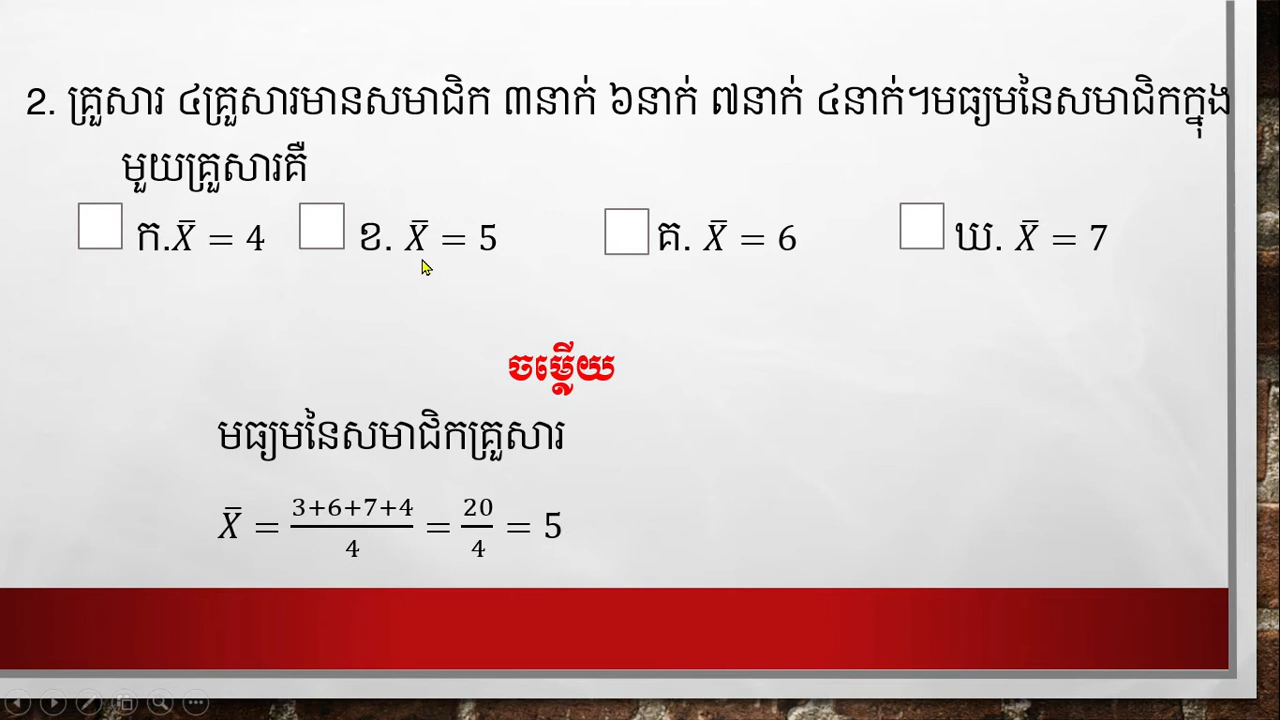 2. គ្រួសារ ៤គ្រួសារមានសមាជិក ៣នាក់ ៦នាក់ ៧នាក់ ៤នាក់។មធ្យមនៃសមាជិកក្នុង
មួយគ្រួសារគឺ
ក.X̄ = 4 ខ. X̄ = 5 គ. X̄ = 6 ឃ. X̄ = 7
ចម្លើយ
មធ្យមនៃសមាជិកគ្រួសារ
X̄ = (3+6+7+4)/4 = 20/4 = 5